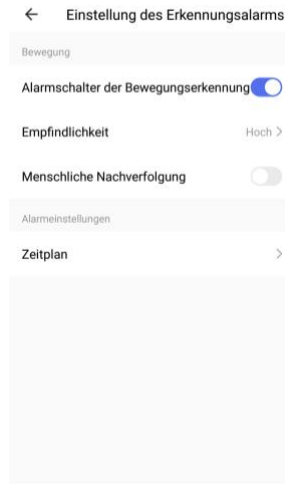 Einstellung des Erkennungsalarms
Bewegung
Alarmschalter der Bewegungserkennung
Empfindlichkeit Hoch
Menschliche Nachverfolgung
Alarmeinstellungen
Zeitplan